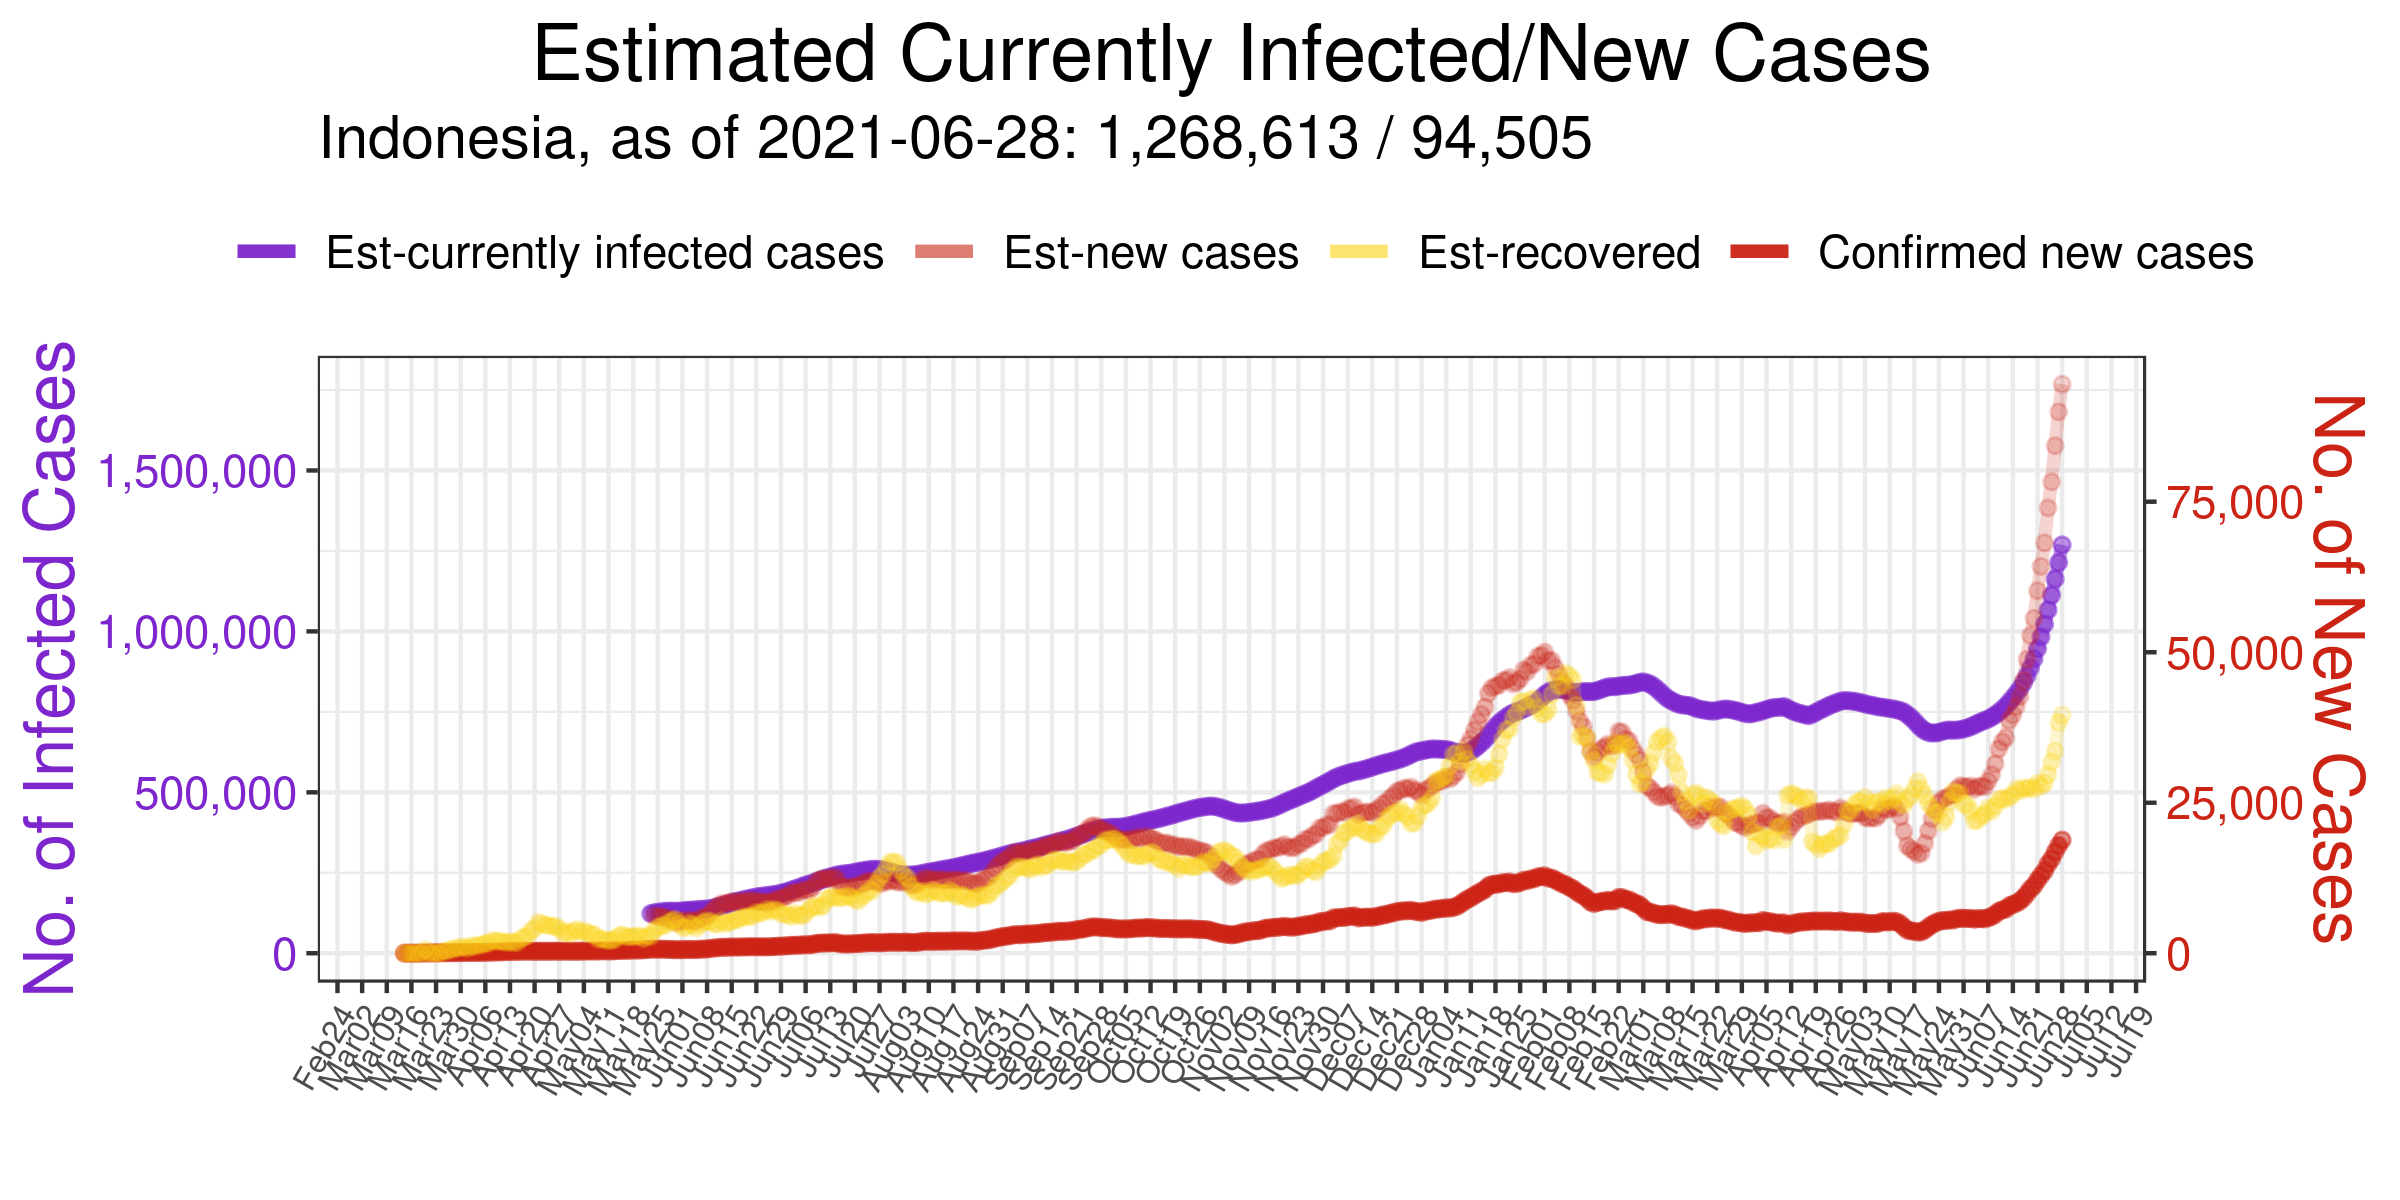 Estimated Currently Infected/New Cases
Indonesia, as of 2021-06-28: 1,268,613 / 94,505
Est-currently infected cases Est-new cases Est-recovered Confirmed new cases
No. of Infected Cases
1,500,000
1,000,000
500,000
0
75,000
50,000
25,000
0
No. of New Cases
Feb24
Mar02
Mar09
Mar16
Mar23
Mar30
Apr06
Apr13
Apr20
Apr27
May04
May11
May18
May25
Jun01
Jun08
Jun15
Jun22
Jun29
Jul06
Jul13
Jul20
Jul27
Aug03
Aug10
Aug17
Aug24
Aug31
Sep07
Sep14
Sep21
Sep28
Oct05
Oct12
Oct19
Oct26
Nov02
Nov09
Nov16
Nov23
Nov30
Dec07
Dec14
Dec21
Dec28
Jan04
Jan11
Jan18
Jan25
Feb01
Feb08
Feb15
Feb22
Mar01
Mar08
Mar15
Mar22
Mar29
Apr05
Apr12
Apr19
Apr26
May03
May10
May17
May24
May31
Jun07
Jun14
Jun21
Jun28
Jul05
Jul12
Jul19